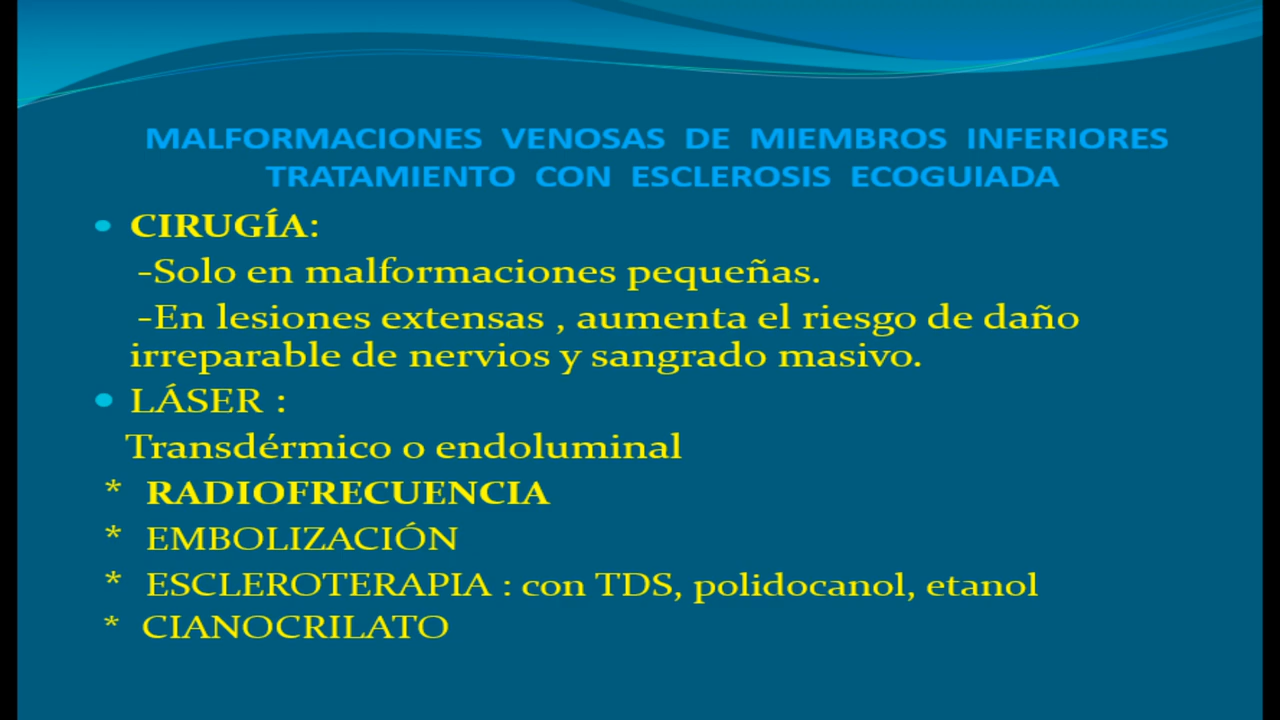 MALFORMACIONES VENOSAS DE MIEMBROS INFERIORES
TRATAMIENTO CON ESCLEROSIS ECOGUIADA
• CIRUGÍA:
-Solo en malformaciones pequeñas.
-En lesiones extensas , aumenta el riesgo de daño
irreparable de nervios y sangrado masivo.
• LÁSER :
Transdérmico o endoluminal
* RADIOFRECUENCIA
* EMBOLIZACIÓN
* ESCLEROTERAPIA : con TDS, polidocanol, etanol
* CIANOCRILATO